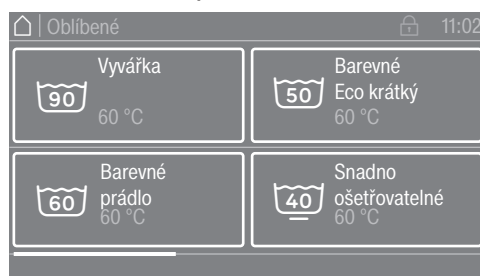 Oblíbené 11:02
Vyvářka
90
60 °C
Barevné
50 Eco krátký
60 °C
Barevné
60 prádlo
60 °C
Snadno
40 ošetřovatelné
60 °C